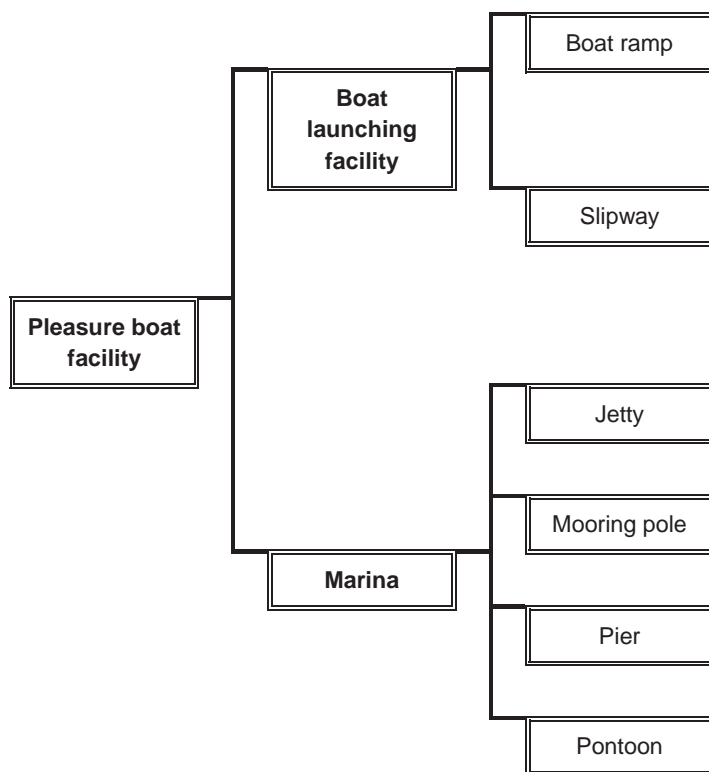 Boat ramp
Boat
launching
facility
Slipway
Pleasure boat
facility
Jetty
Mooring pole
Marina
Pier
Pontoon